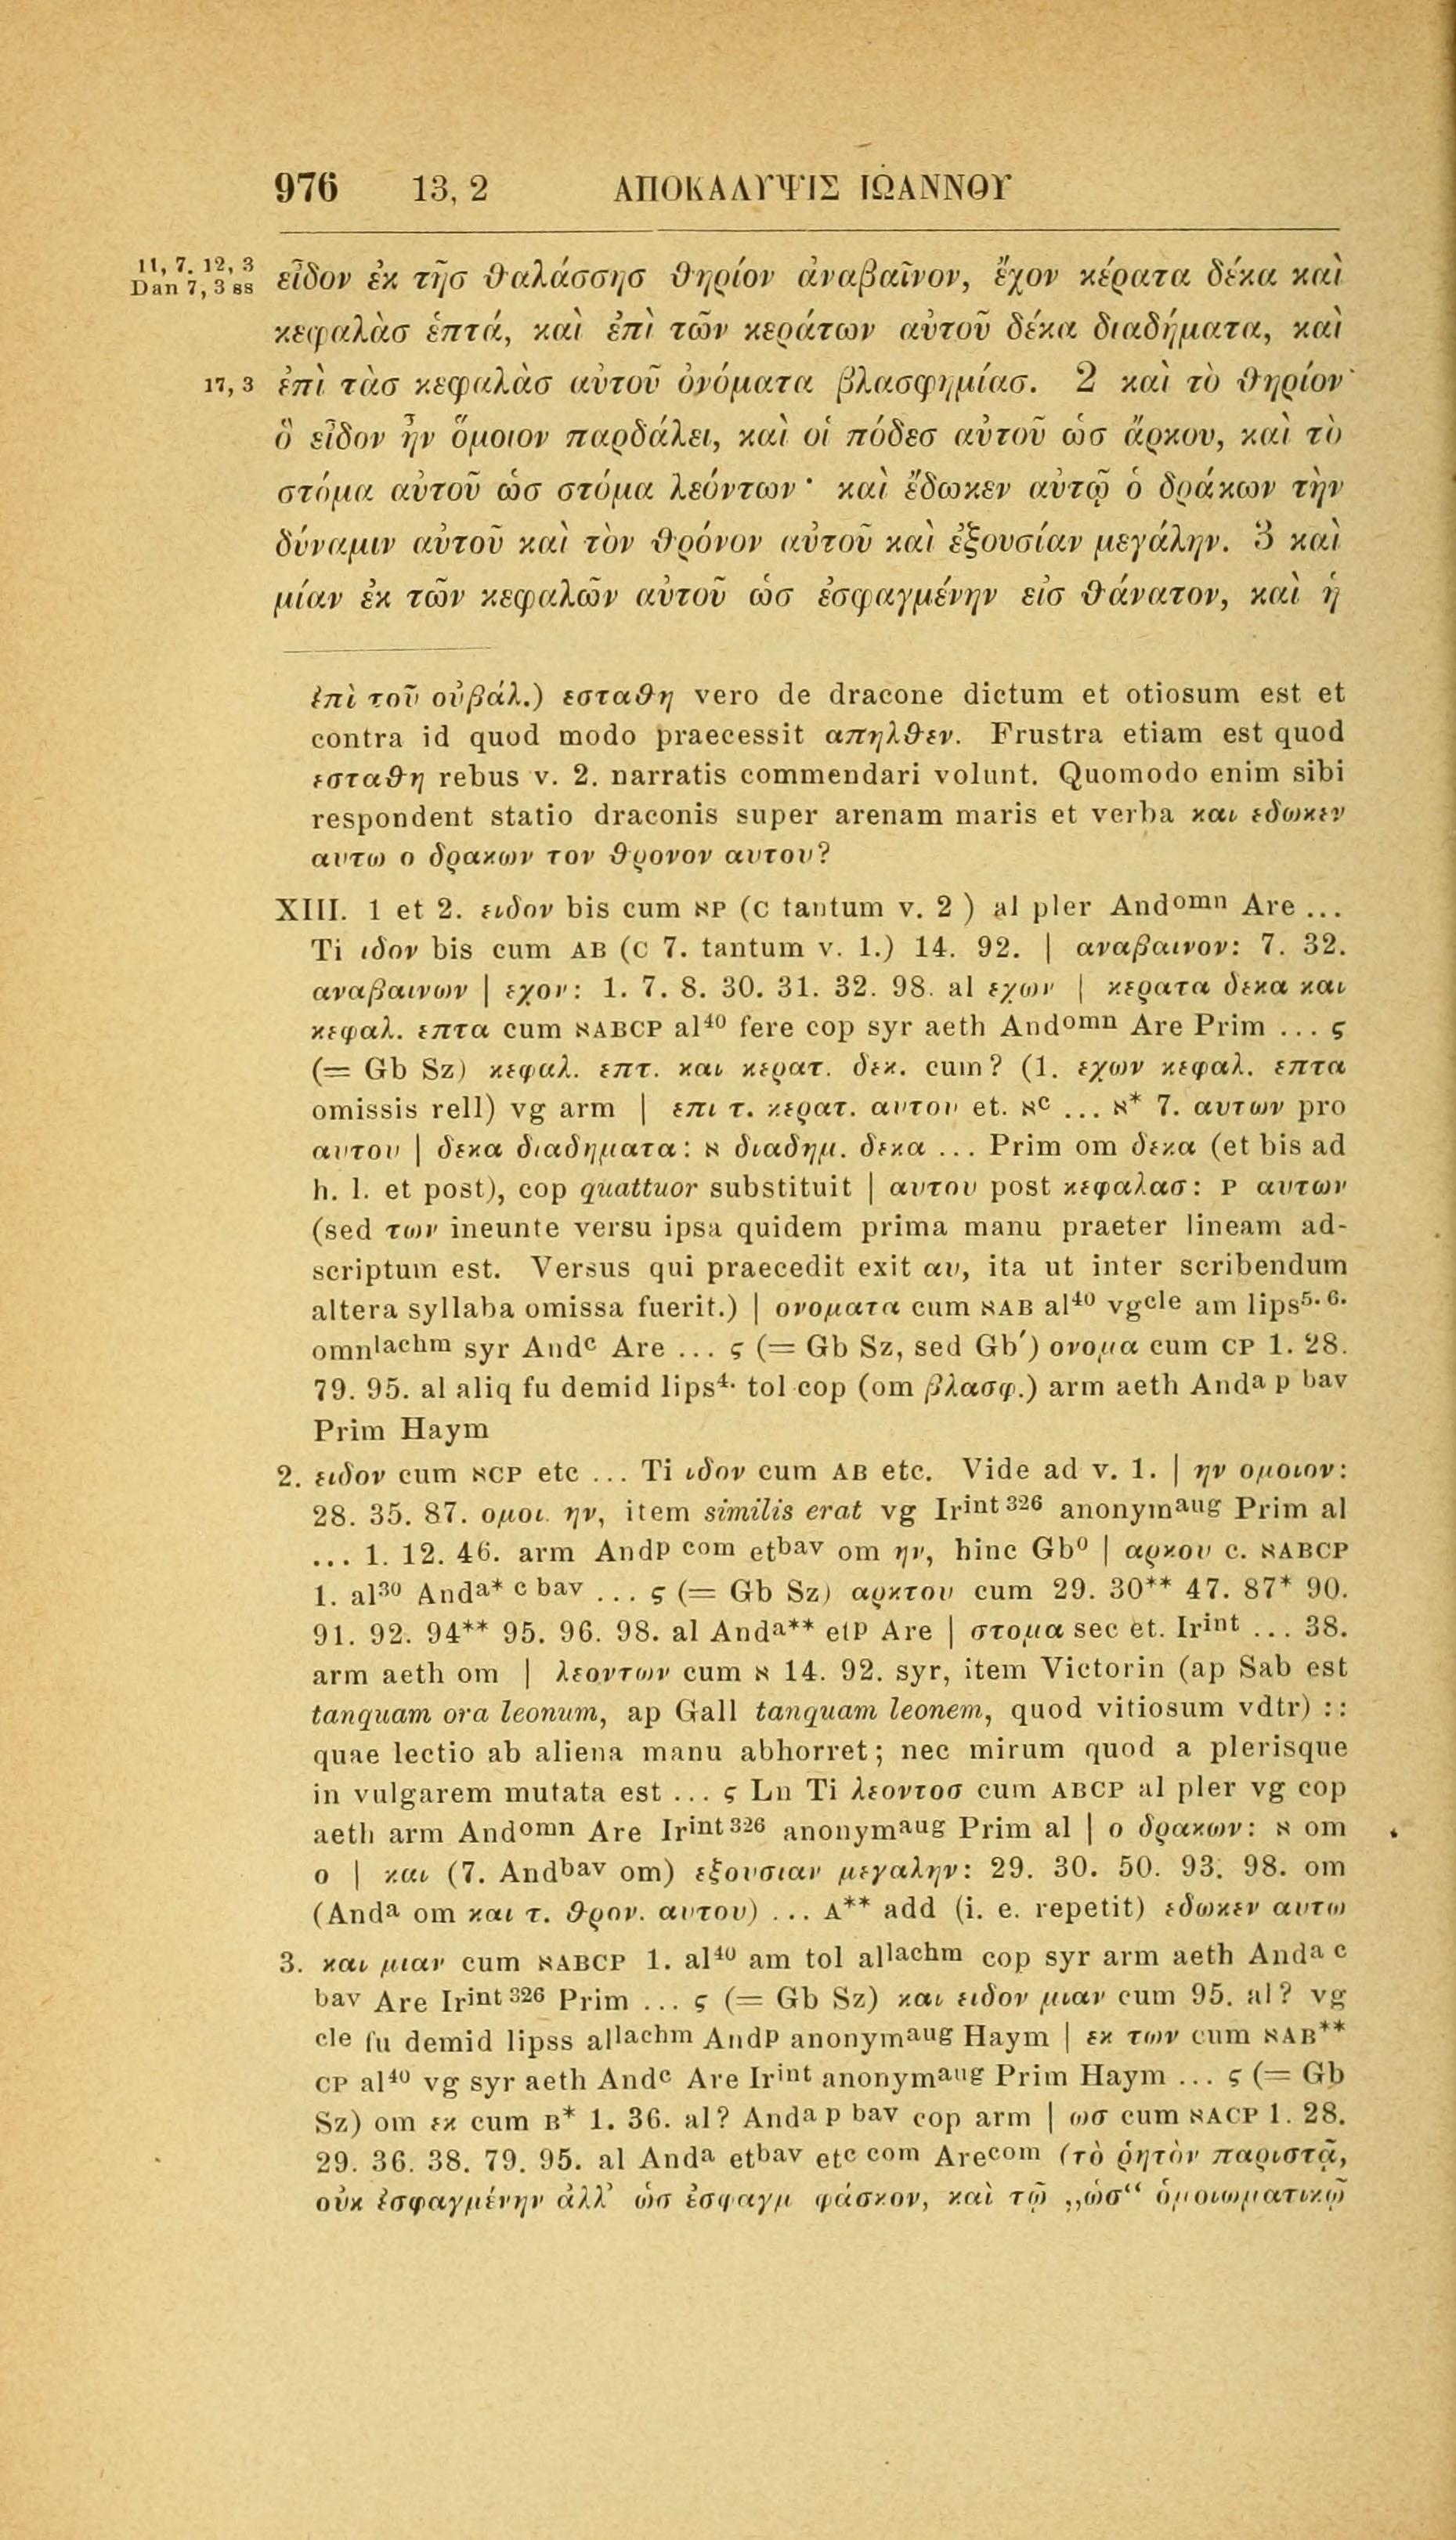 976 13, 2 ΑΠΟΚΑΛΥΨΙΣ ΙΩΑΝΝΟΥ
11, 7. 12, 3
Dan 7, 3 ss
εἶδον ἐκ τῆσ θαλάσσησ θηρίον ἀναβαῖνον, ἔχον κέρατα δέκα καὶ
κεφαλὰσ ἑπτά, καὶ ἐπὶ τῶν κεράτων αὐτοῦ δέκα διαδήματα, καὶ
17, 3 ἐπὶ τὰσ κεφαλὰσ αὐτοῦ ὀνόματα βλασφημίασ. 2 καὶ τὸ θηρίον
ὃ εἶδον ἦν ὅμοιον παρδάλει, καὶ οἱ πόδεσ αὐτοῦ ὡσ ἄρκου, καὶ τὸ
στόμα αὐτοῦ ὡσ στόμα λεόντων· καὶ ἔδωκεν αὐτῷ ὁ δράκων τὴν
δύναμιν αὐτοῦ καὶ τὸν θρόνον αὐτοῦ καὶ ἐξουσίαν μεγάλην. 3 καὶ
μίαν ἐκ τῶν κεφαλῶν αὐτοῦ ὡσ ἐσφαγμένην εἰσ θάνατον, καὶ ἡ
ἐπὶ τοῦ οὐβάλ.) εσταθη vero de dracone dictum et otiosum est et
contra id quod modo praecessit απηλθεν. Frustra etiam est quod
εσταθη rebus v. 2. narratis commendari volunt. Quomodo enim sibi
respondent statio draconis super arenam maris et verba και εδωκεν
αυτω ο δρακων τον θρονον αυτου?
XIII. 1 et 2. ειδον bis cum ℵP (C tantum v. 2 ) al pler Andomn Are ...
Ti ιδον bis cum AB (C 7. tantum v. 1.) 14. 92. | αναβαινον: 7. 32.
αναβαινων | εχον: 1. 7. 8. 30. 31. 32. 98. al εχων | κερατα δεκα και
κεφαλ. επτα cum ℵABCP al⁴⁰ fere cop syr aeth Andomn Are Prim ... ς
(= Gb Sz) κεφαλ. επτ. και κερατ. δεκ. cum? (1. εχων κεφαλ. επτα
omissis rell) vg arm | επι τ. κερατ. αυτου et. ℵc ... ℵ* 7. αυτων pro
αυτου | δεκα διαδηματα: ℵ διαδημ. δεκα ... Prim om δεκα (et bis ad
h. l. et post), cop quattuor substituit | αυτου post κεφαλασ: P αυτων
(sed των ineunte versu ipsa quidem prima manu praeter lineam ad-
scriptum est. Versus qui praecedit exit αυ, ita ut inter scribendum
altera syllaba omissa fuerit.) | ονοματα cum ℵAB al⁴⁰ vgcle am lips⁵·⁶·
omnlachm syr Andc Are ... ς (= Gb Sz, sed Gb′) ονομα cum CP 1. 28.
79. 95. al aliq fu demid lips⁴· tol cop (om βλασφ.) arm aeth Anda p bav
Prim Haym
2. ειδον cum ℵCP etc ... Ti ιδον cum AB etc. Vide ad v. 1. | ην ομοιον:
28. 35. 87. ομοι. ην, item similis erat vg Irint 326 anonymaug Prim al
... 1. 12. 46. arm Andp com etbav om ην, hinc Gb⁰ | αρκου c. ℵABCP
1. al³⁰ Anda* c bav ... ς (= Gb Sz) αρκτου cum 29. 30** 47. 87* 90.
91. 92. 94** 95. 96. 98. al Anda** etp Are | στομα sec et. Irint ... 38.
arm aeth om | λεοντων cum ℵ 14. 92. syr, item Victorin (ap Sab est
tanquam ora leonum, ap Gall tanquam leonem, quod vitiosum vdtr) ::
quae lectio ab aliena manu abhorret; nec mirum quod a plerisque
in vulgarem mutata est ... ς Ln Ti λεοντοσ cum ABCP al pler vg cop
aeth arm Andomn Are Irint 326 anonymaug Prim al | ο δρακων: ℵ om
ο | και (7. Andbav om) εξουσιαν μεγαλην: 29. 30. 50. 93. 98. om
(Anda om και τ. θρον. αυτου) ... A** add (i. e. repetit) εδωκεν αυτω
3. και μιαν cum ℵABCP 1. al⁴⁰ am tol allachm cop syr arm aeth Anda c
bav Are Irint 326 Prim ... ς (= Gb Sz) και ειδον μιαν cum 95. al? vg
cle fu demid lipss allachm Andp anonymaug Haym | εκ των cum ℵAB**
CP al⁴⁰ vg syr aeth Andc Are Irint anonymaug Prim Haym ... ς (= Gb
Sz) om εκ cum B* 1. 36. al? Anda p bav cop arm | ωσ cum ℵACP 1. 28.
29. 36. 38. 79. 95. al Anda etbav etc com Arecom (τὸ ῥητὸν παριστᾷ,
οὐκ ἐσφαγμένην ἀλλ' ὡσ ἐσφαγμ φάσκον, καὶ τῷ „ὡσ“ ὁμοιωματικῷ